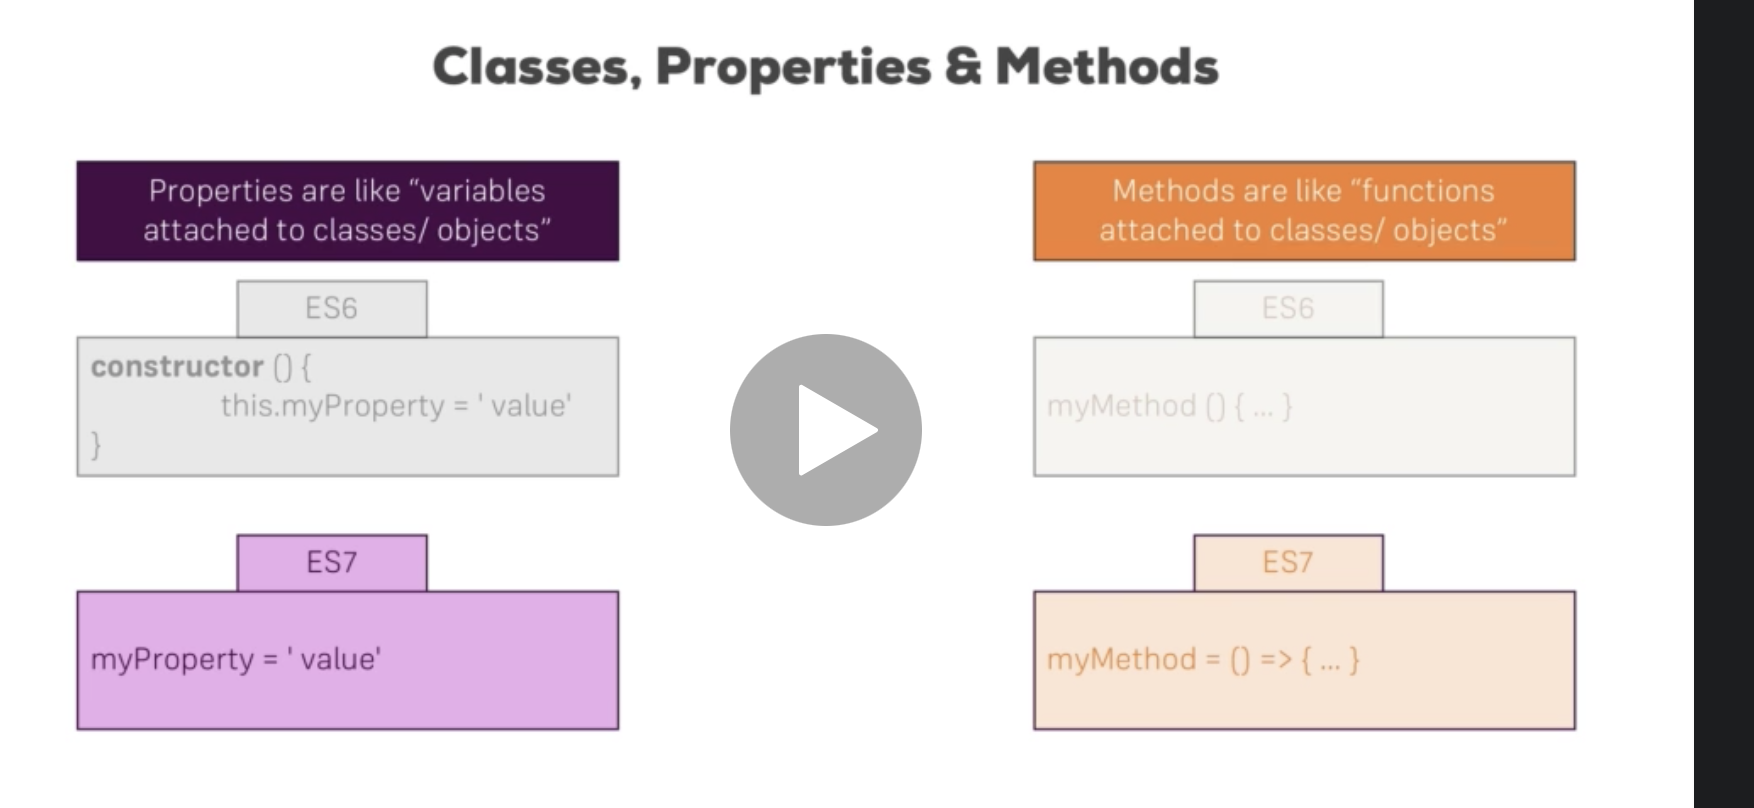 Classes, Properties & Methods
Properties are like “variables
attached to classes/ objects”
ES6
constructor () {
this.myProperty = ' value'
}
ES7
myProperty = ' value'
Methods are like “functions
attached to classes/ objects”
ES6
myMethod () { ... }
ES7
myMethod = () => { ... }